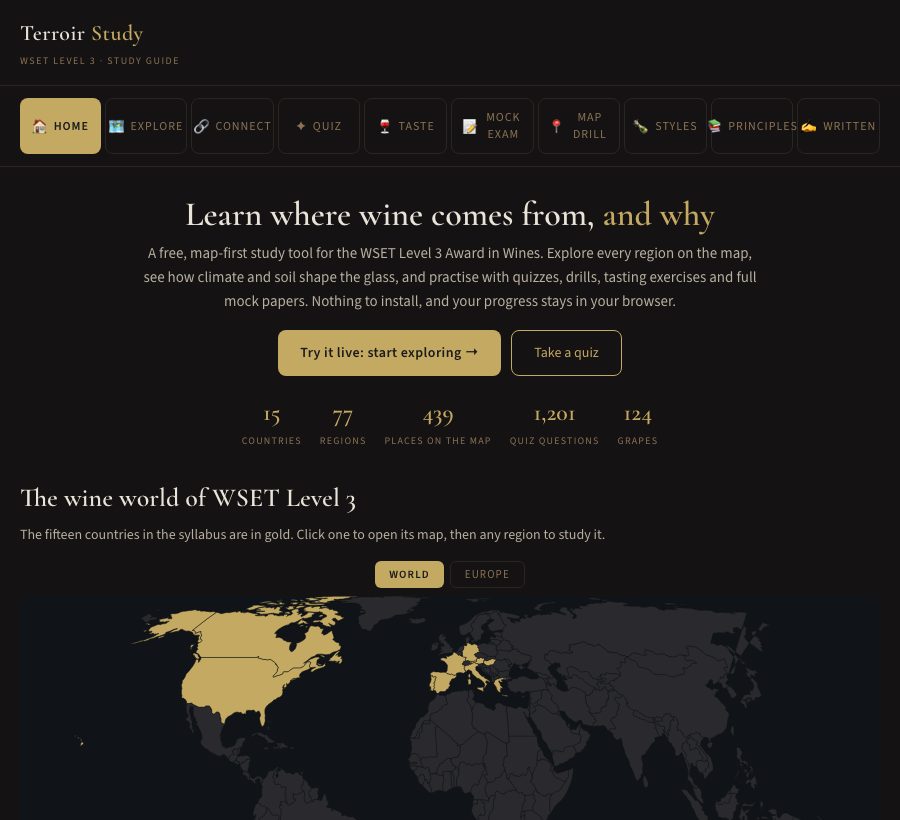 Terroir Study
WSET LEVEL 3 · STUDY GUIDE
HOME
EXPLORE
CONNECT
QUIZ
TASTE
MOCK
EXAM
MAP
DRILL
STYLES
PRINCIPLES
WRITTEN
Learn where wine comes from, and why
A free, map-first study tool for the WSET Level 3 Award in Wines. Explore every region on the map,
see how climate and soil shape the glass, and practise with quizzes, drills, tasting exercises and full
mock papers. Nothing to install, and your progress stays in your browser.
Try it live: start exploring →
Take a quiz
15
77
439
1,201
124
COUNTRIES
REGIONS
PLACES ON THE MAP
QUIZ QUESTIONS
GRAPES
The wine world of WSET Level 3
The fifteen countries in the syllabus are in gold. Click one to open its map, then any region to study it.
WORLD
EUROPE